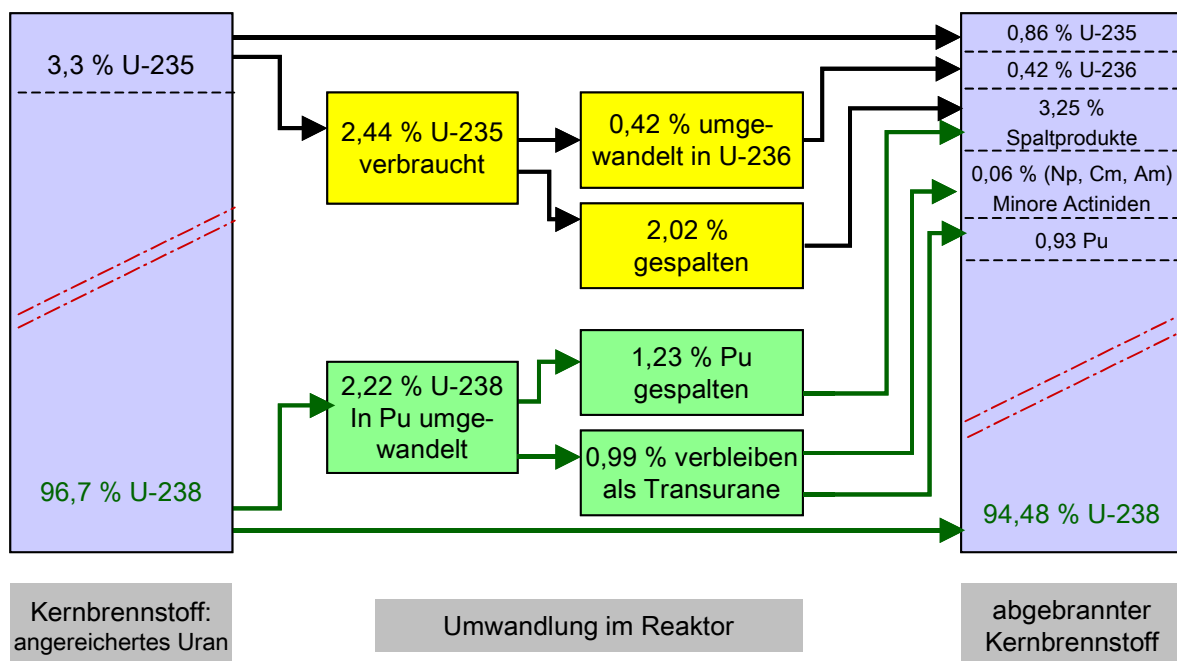 3,3 % U-235
96,7 % U-238
Kernbrennstoff:
angereichertes Uran
2,44 % U-235
verbraucht
0,42 % umge-
wandelt in U-236
2,02 %
gespalten
2,22 % U-238
In Pu umge-
wandelt
1,23 % Pu
gespalten
0,99 % verbleiben
als Transurane
Umwandlung im Reaktor
0,86 % U-235
0,42 % U-236
3,25 %
Spaltprodukte
0,06 % (Np, Cm, Am)
Minore Actiniden
0,93 Pu
94,48 % U-238
abgebrannter
Kernbrennstoff